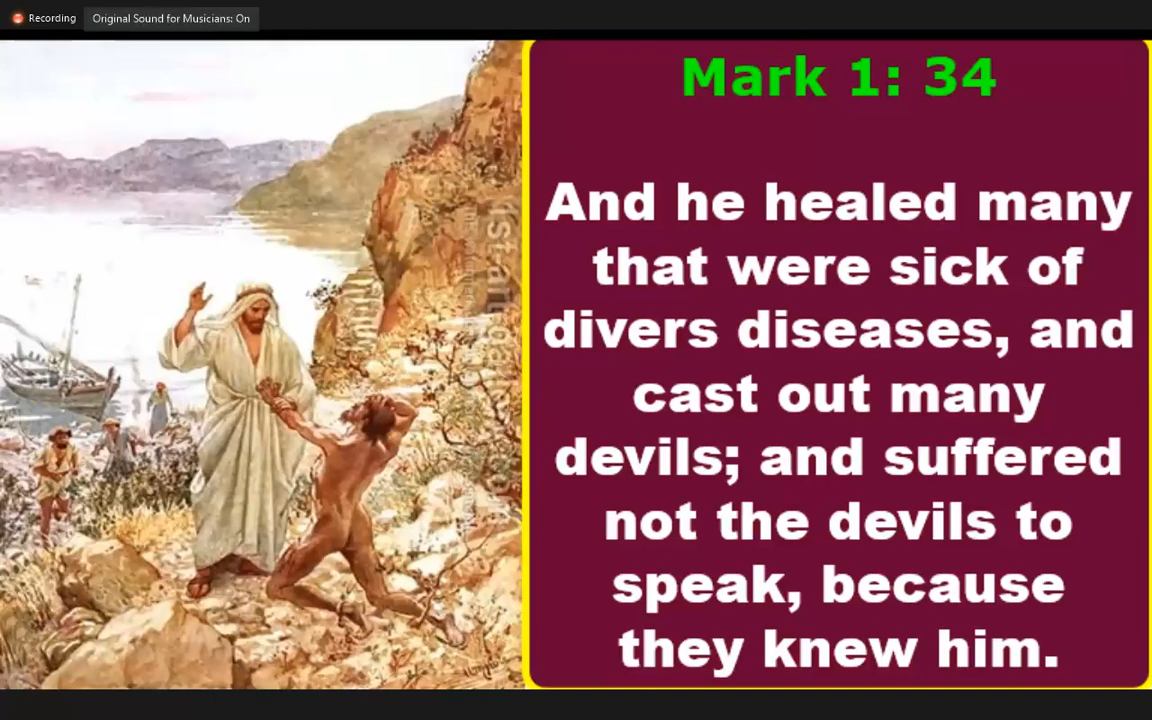 Recording
Original Sound for Musicians: On
Mark 1: 34
And he healed many
that were sick of
divers diseases, and
cast out many
devils; and suffered
not the devils to
speak, because
they knew him.